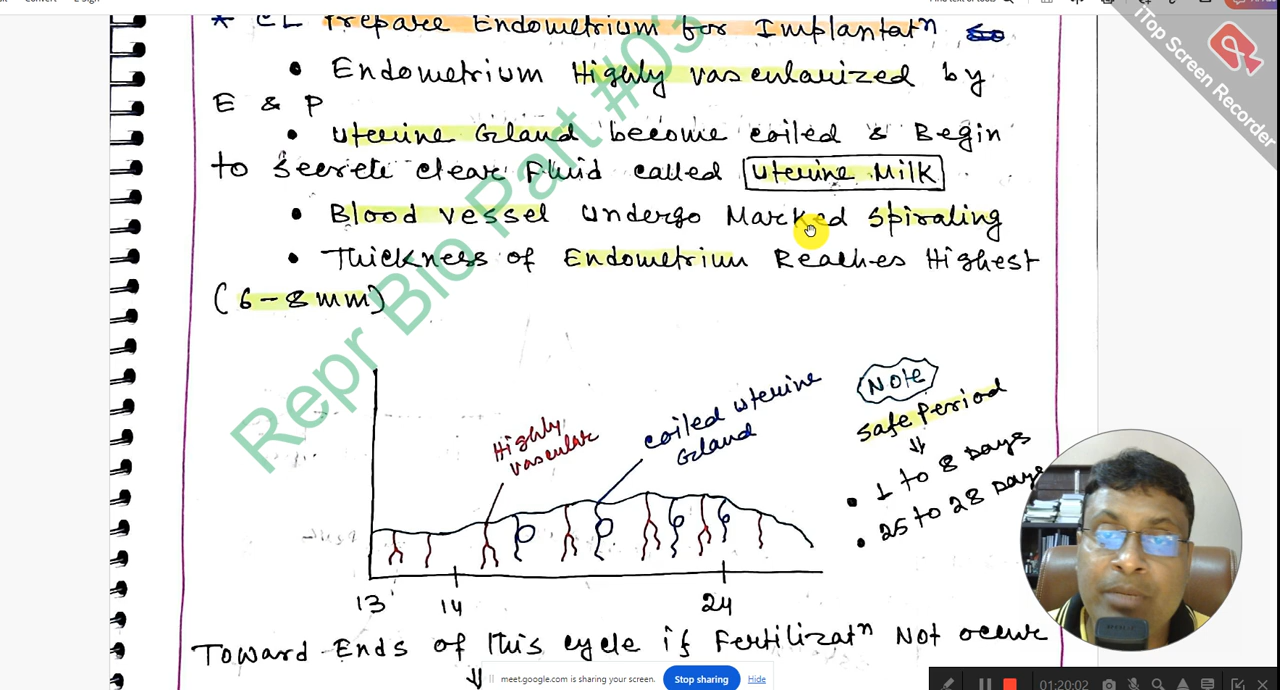 * CL Prepare Endometrium for Implantatⁿ
• Endometrium Highly vascularized by
E & P
• Uterine Gland become coiled & Begin
to secrete clear Fluid called Uterine Milk
• Blood vessel undergo Marked spiraling
• Thickness of Endometrium Reaches Highest
(6-8mm)
Repr Bio Part #03
Highly
vascular
coiled uterine
Gland
Note
safe period
• 1 to 8 Days
• 25 to 28 Days
13
14
24
Toward Ends of this cycle if Fertilizatⁿ Not occure
meet.google.com is sharing your screen.
Stop sharing
Hide
01:20:02
iTop Screen Recorder